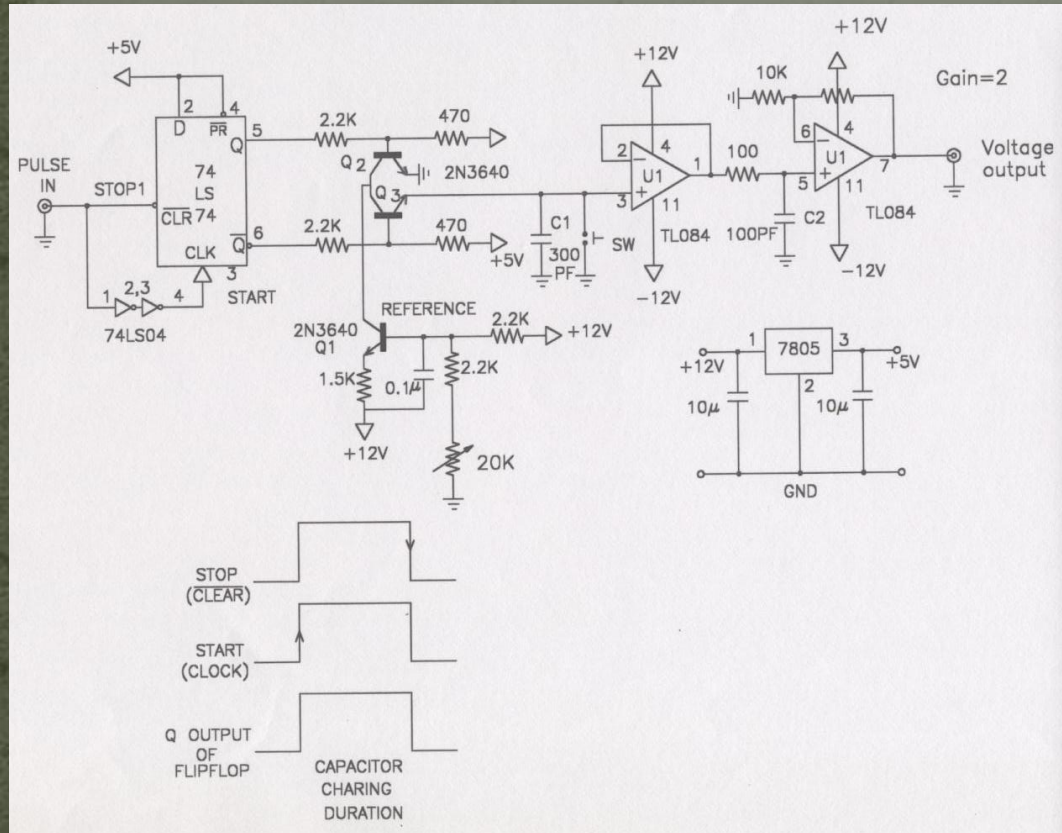 +5V
2
4
D
PR
Q
5
2.2K
470
PULSE
IN
STOP1
74
LS
74
CLR
Q 2
2N3640
Q 3
Q
6
2.2K
470
+5V
CLK
3
START
1
2,3
4
74LS04
C1
300
PF
SW
+12V
2
4
1
U1
3
11
TL084
-12V
100
C2
100PF
10K
+12V
Gain=2
6
4
U1
7
5
11
TL084
-12V
Voltage
output
REFERENCE
2N3640
Q1
2.2K
+12V
1.5K
0.1µ
2.2K
+12V
20K
1
7805
3
+12V
2
+5V
10µ
10µ
GND
STOP
(CLEAR)
START
(CLOCK)
Q OUTPUT
OF
FLIPFLOP
CAPACITOR
CHARING
DURATION